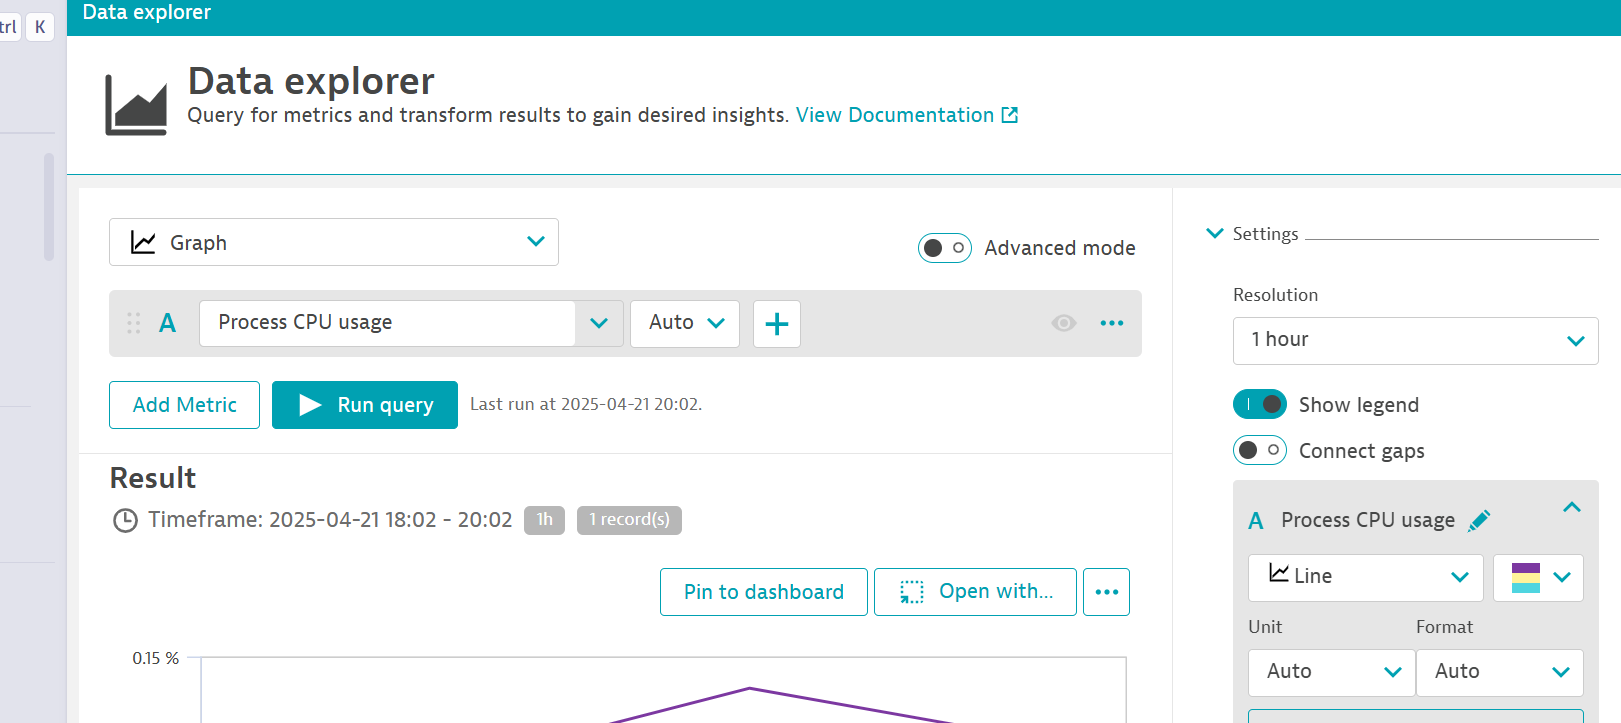 Data explorer
trl K
Data explorer
Query for metrics and transform results to gain desired insights. View Documentation
Graph
Advanced mode
A Process CPU usage Auto
Add Metric Run query Last run at 2025-04-21 20:02.
Result
Timeframe: 2025-04-21 18:02 - 20:02 1h 1 record(s)
Pin to dashboard Open with... 
0.15 %
Settings
Resolution
1 hour
Show legend
Connect gaps
A Process CPU usage
Line
Unit Format
Auto Auto